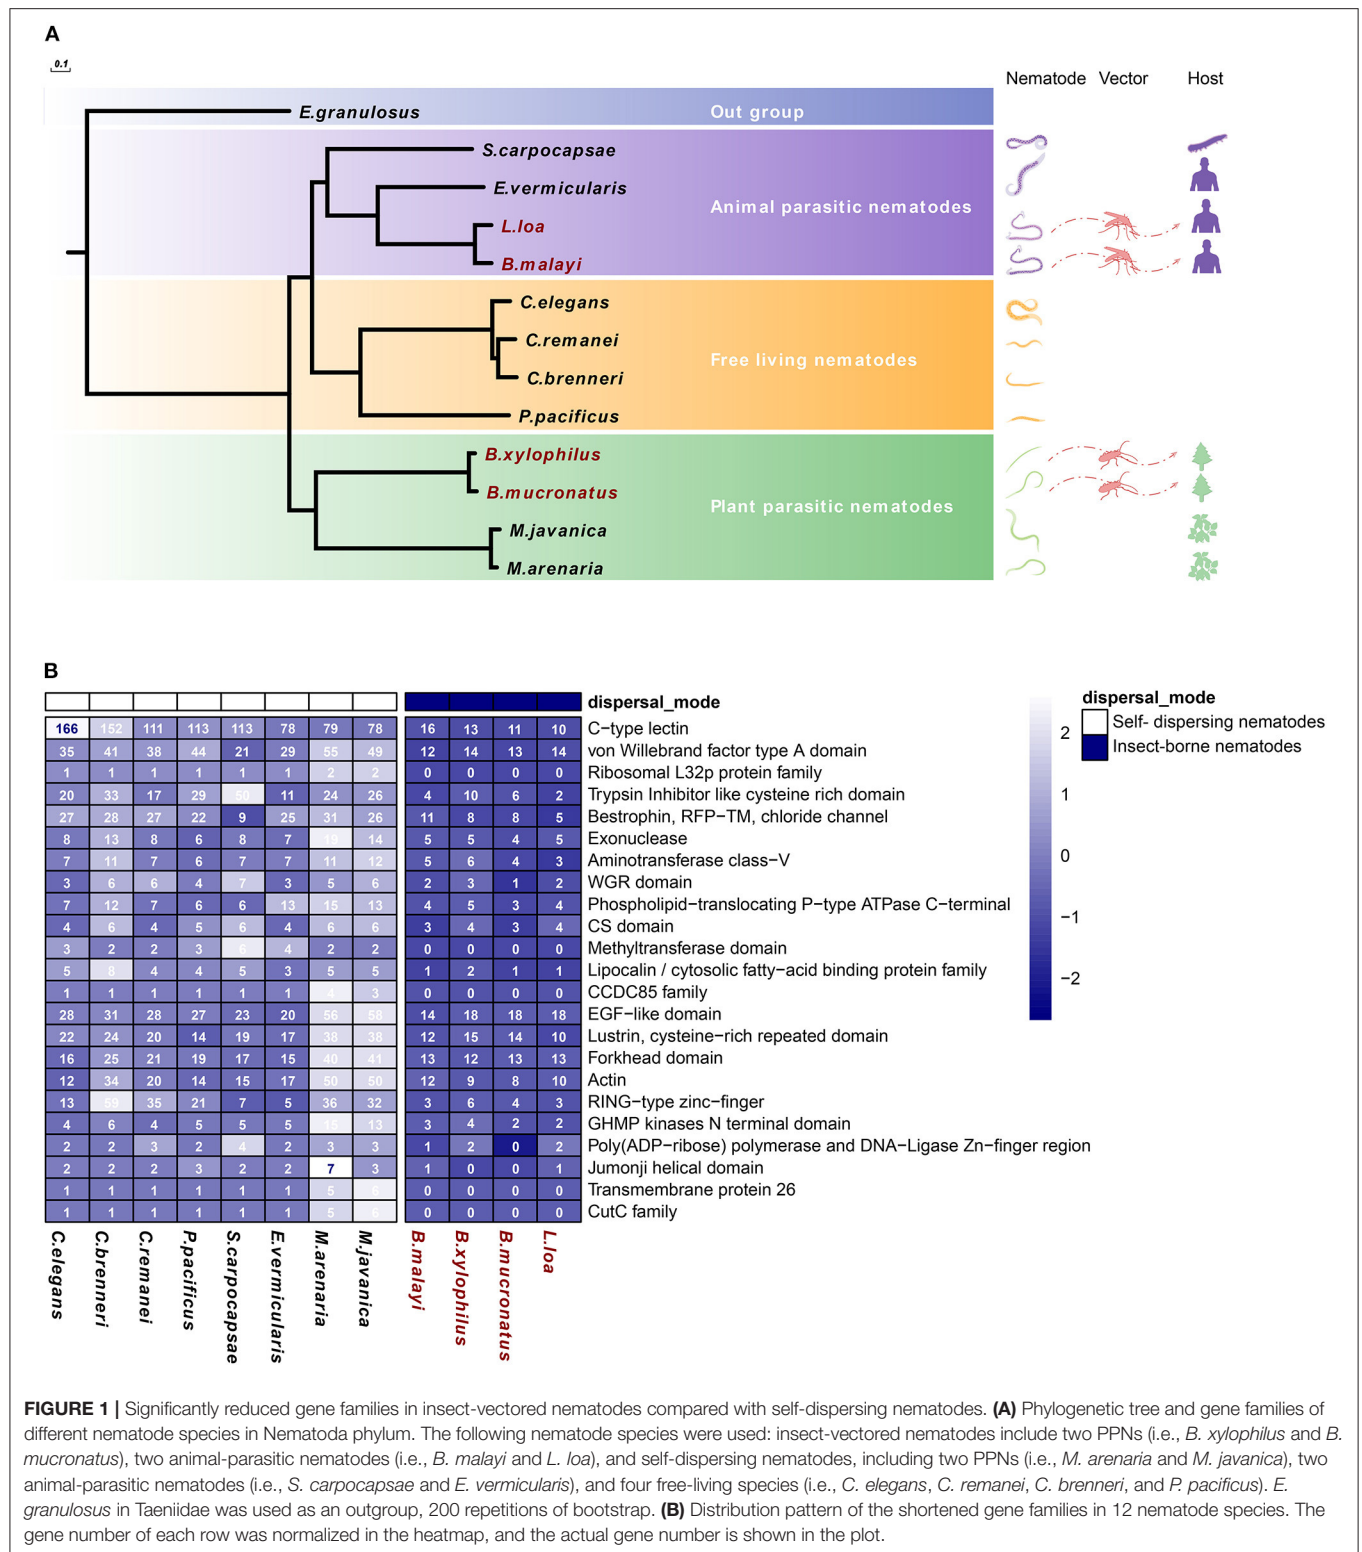 A
0.1
Nematode Vector Host
E.granulosus
Out group
S.carpocapsae
E.vermicularis
Animal parasitic nematodes
L.loa
B.malayi
C.elegans
C.remanei
Free living nematodes
C.brenneri
P.pacificus
B.xylophilus
B.mucronatus
Plant parasitic nematodes
M.javanica
M.arenaria
B
dispersal_mode
166 152 111 113 113 78 79 78 16 13 11 10 C−type lectin
35 41 38 44 21 29 55 49 12 14 13 14 von Willebrand factor type A domain
1 1 1 1 1 1 2 2 0 0 0 0 Ribosomal L32p protein family
20 33 17 29 50 11 24 26 4 10 6 2 Trypsin Inhibitor like cysteine rich domain
27 28 27 22 9 25 31 26 11 8 8 5 Bestrophin, RFP−TM, chloride channel
8 13 8 6 8 7 19 14 5 5 4 5 Exonuclease
7 11 7 6 7 7 11 12 5 6 4 3 Aminotransferase class−V
3 6 6 4 7 3 5 6 2 3 1 2 WGR domain
7 12 7 6 6 13 15 13 4 5 3 4 Phospholipid−translocating P−type ATPase C−terminal
4 6 4 5 6 4 6 6 3 4 3 4 CS domain
3 2 2 3 6 4 2 2 0 0 0 0 Methyltransferase domain
5 8 4 4 5 3 5 5 1 2 1 1 Lipocalin / cytosolic fatty−acid binding protein family
1 1 1 1 1 1 4 3 0 0 0 0 CCDC85 family
28 31 28 27 23 20 56 58 14 18 18 18 EGF−like domain
22 24 20 14 19 17 38 38 12 15 14 10 Lustrin, cysteine−rich repeated domain
16 25 21 19 17 15 40 41 13 12 13 13 Forkhead domain
12 34 20 14 15 17 50 50 12 9 8 10 Actin
13 59 35 21 7 5 36 32 3 6 4 3 RING−type zinc−finger
4 6 4 5 5 5 15 13 3 4 2 2 GHMP kinases N terminal domain
2 2 3 2 4 2 3 3 1 2 0 2 Poly(ADP−ribose) polymerase and DNA−Ligase Zn−finger region
2 2 2 3 2 2 7 3 1 0 0 1 Jumonji helical domain
1 1 1 1 1 1 5 6 0 0 0 0 Transmembrane protein 26
1 1 1 1 1 1 5 6 0 0 0 0 CutC family
C.elegans C.brenneri C.remanei P.pacificus S.carpocapsae E.vermicularis M.arenaria M.javanica B.malayi B.xylophilus B.mucronatus L.loa
2
1
0
−1
−2
dispersal_mode
Self- dispersing nematodes
Insect-borne nematodes
FIGURE 1 | Significantly reduced gene families in insect-vectored nematodes compared with self-dispersing nematodes. (A) Phylogenetic tree and gene families of
different nematode species in Nematoda phylum. The following nematode species were used: insect-vectored nematodes include two PPNs (i.e., B. xylophilus and B.
mucronatus), two animal-parasitic nematodes (i.e., B. malayi and L. loa), and self-dispersing nematodes, including two PPNs (i.e., M. arenaria and M. javanica), two
animal-parasitic nematodes (i.e., S. carpocapsae and E. vermicularis), and four free-living species (i.e., C. elegans, C. remanei, C. brenneri, and P. pacificus). E.
granulosus in Taeniidae was used as an outgroup, 200 repetitions of bootstrap. (B) Distribution pattern of the shortened gene families in 12 nematode species. The
gene number of each row was normalized in the heatmap, and the actual gene number is shown in the plot.